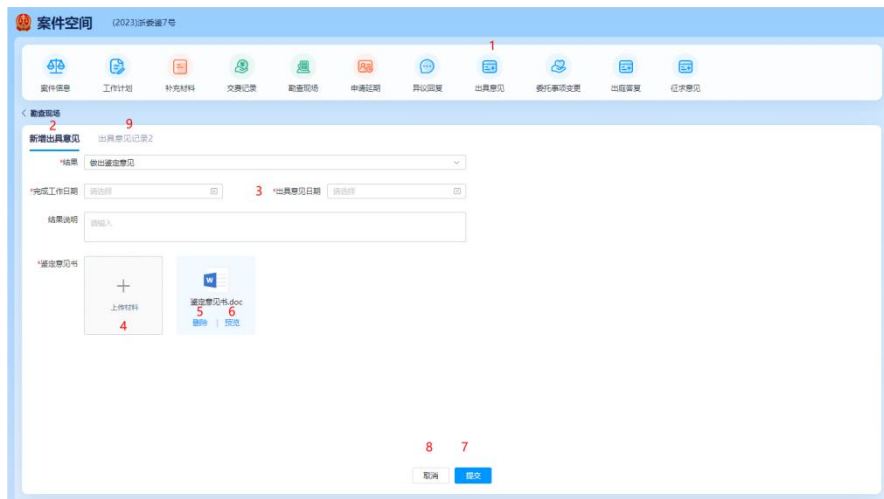 案件空间 (2023)浙委鉴7号
1
案件信息 工作计划 补充材料 交费记录 勘查现场 申请延期 异议回复 出具意见 委托事项变更 出庭答复 征求意见
勘查现场
2 9
新增出具意见 出具意见记录2
*结果 做出鉴定意见
*完成工作日期 请选择 3 *出具意见日期 请选择
结果说明 请输入
*鉴定意见书
W
上传材料 鉴定意见书.doc
4 5 6
删除 | 预览
8 7
取消 提交